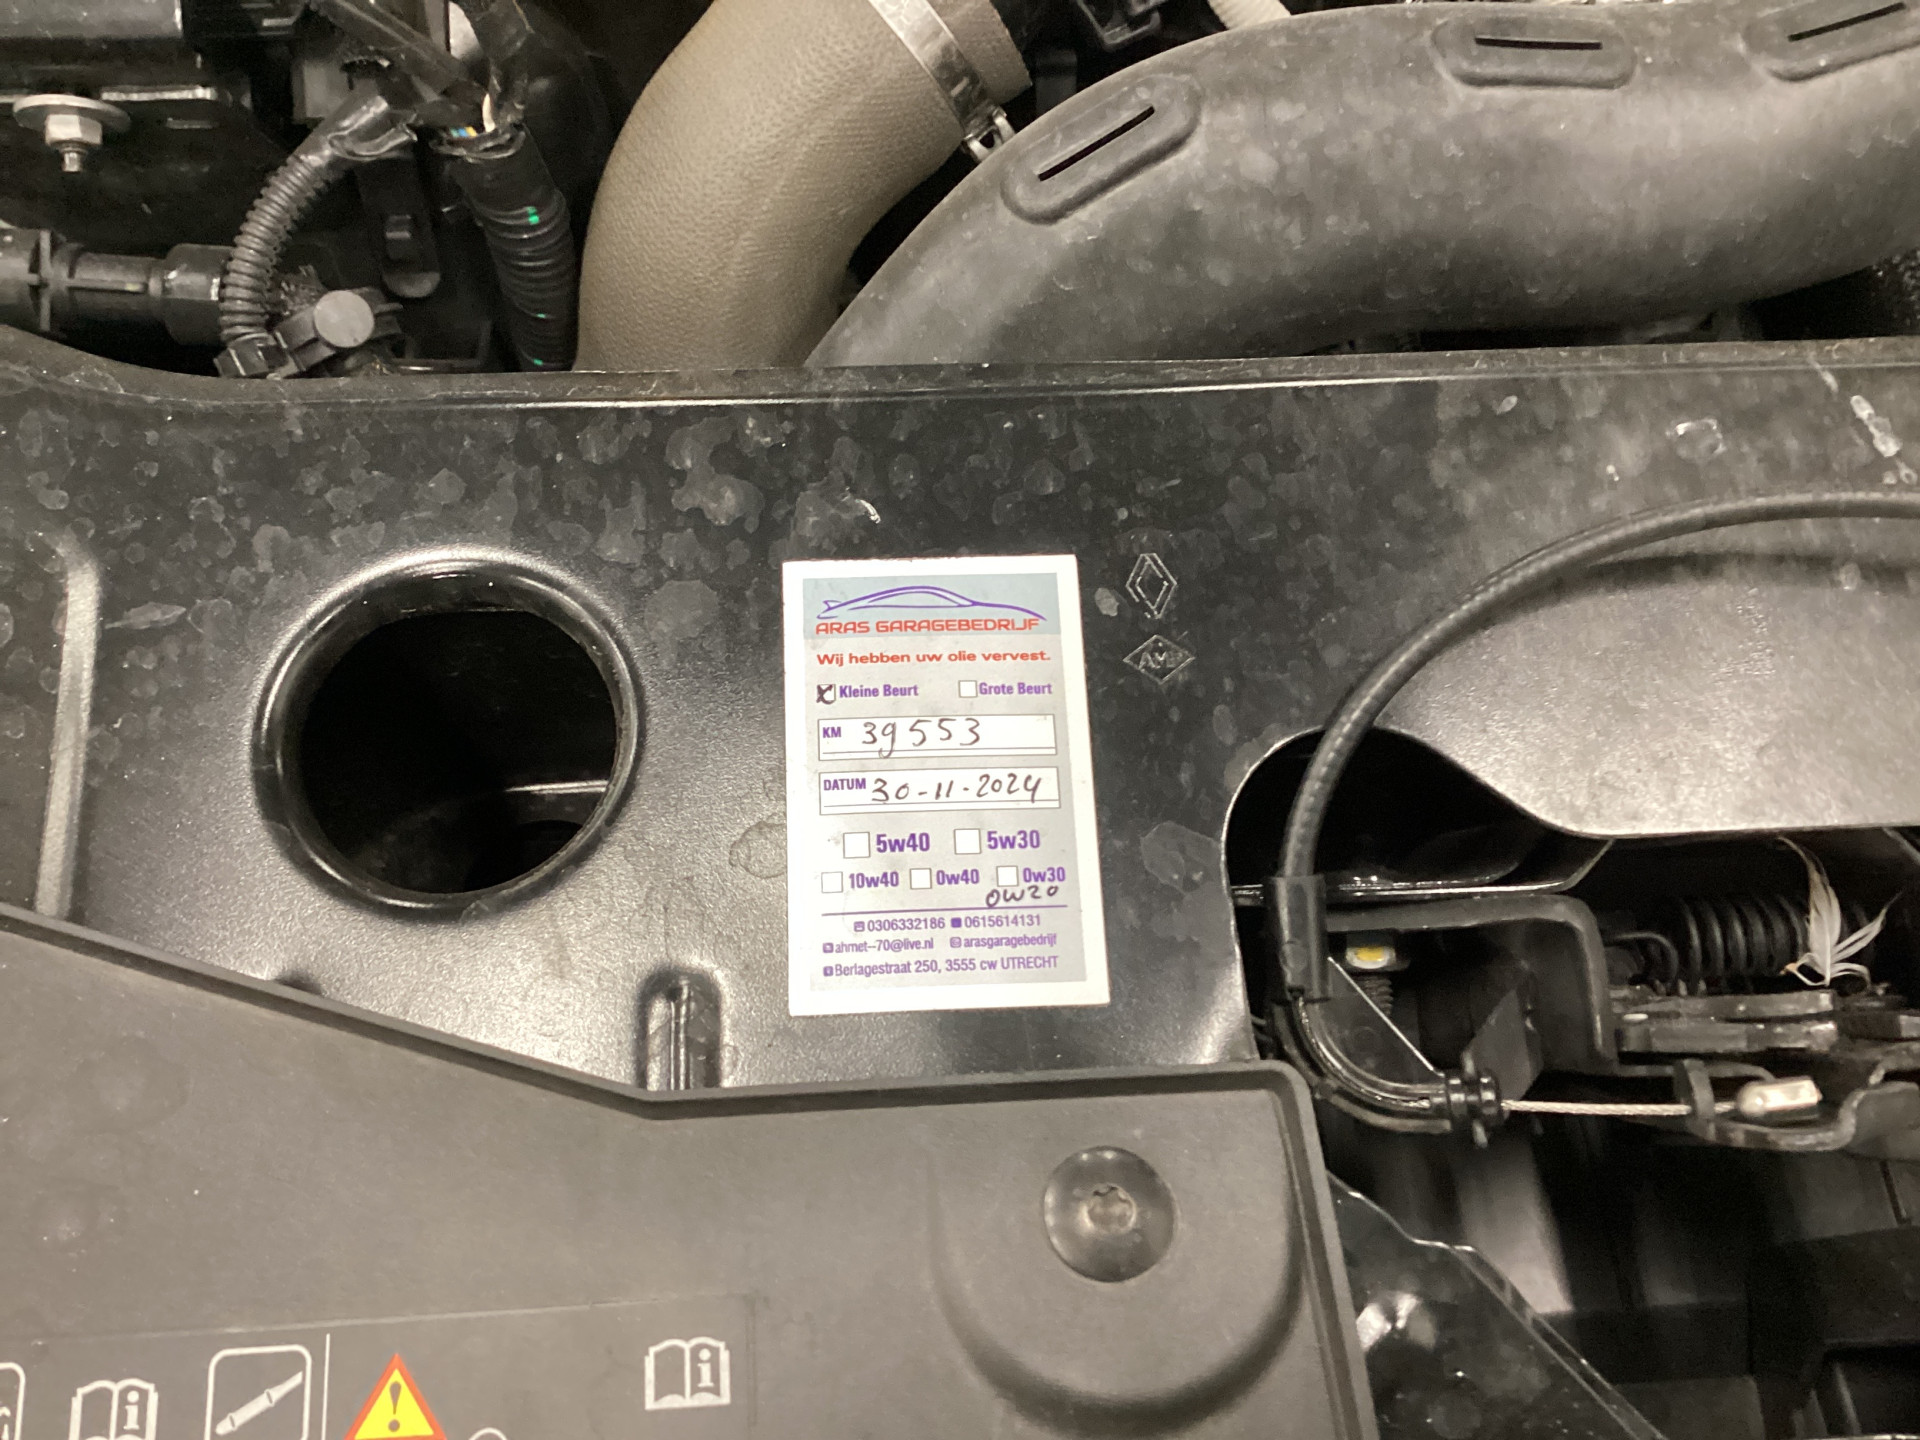 ARAS GARAGEBEDRIJF
Wij hebben uw olie ververst.
Kleine Beurt Grote Beurt
KM 39553
DATUM 30-11-2024
5w40 5w30
10w40 0w40 0w30
0w20
0306332186 0615614131
ahmet--70@live.nl arasgaragebedrijf
Berlagestraat 250, 3555 cw UTRECHT